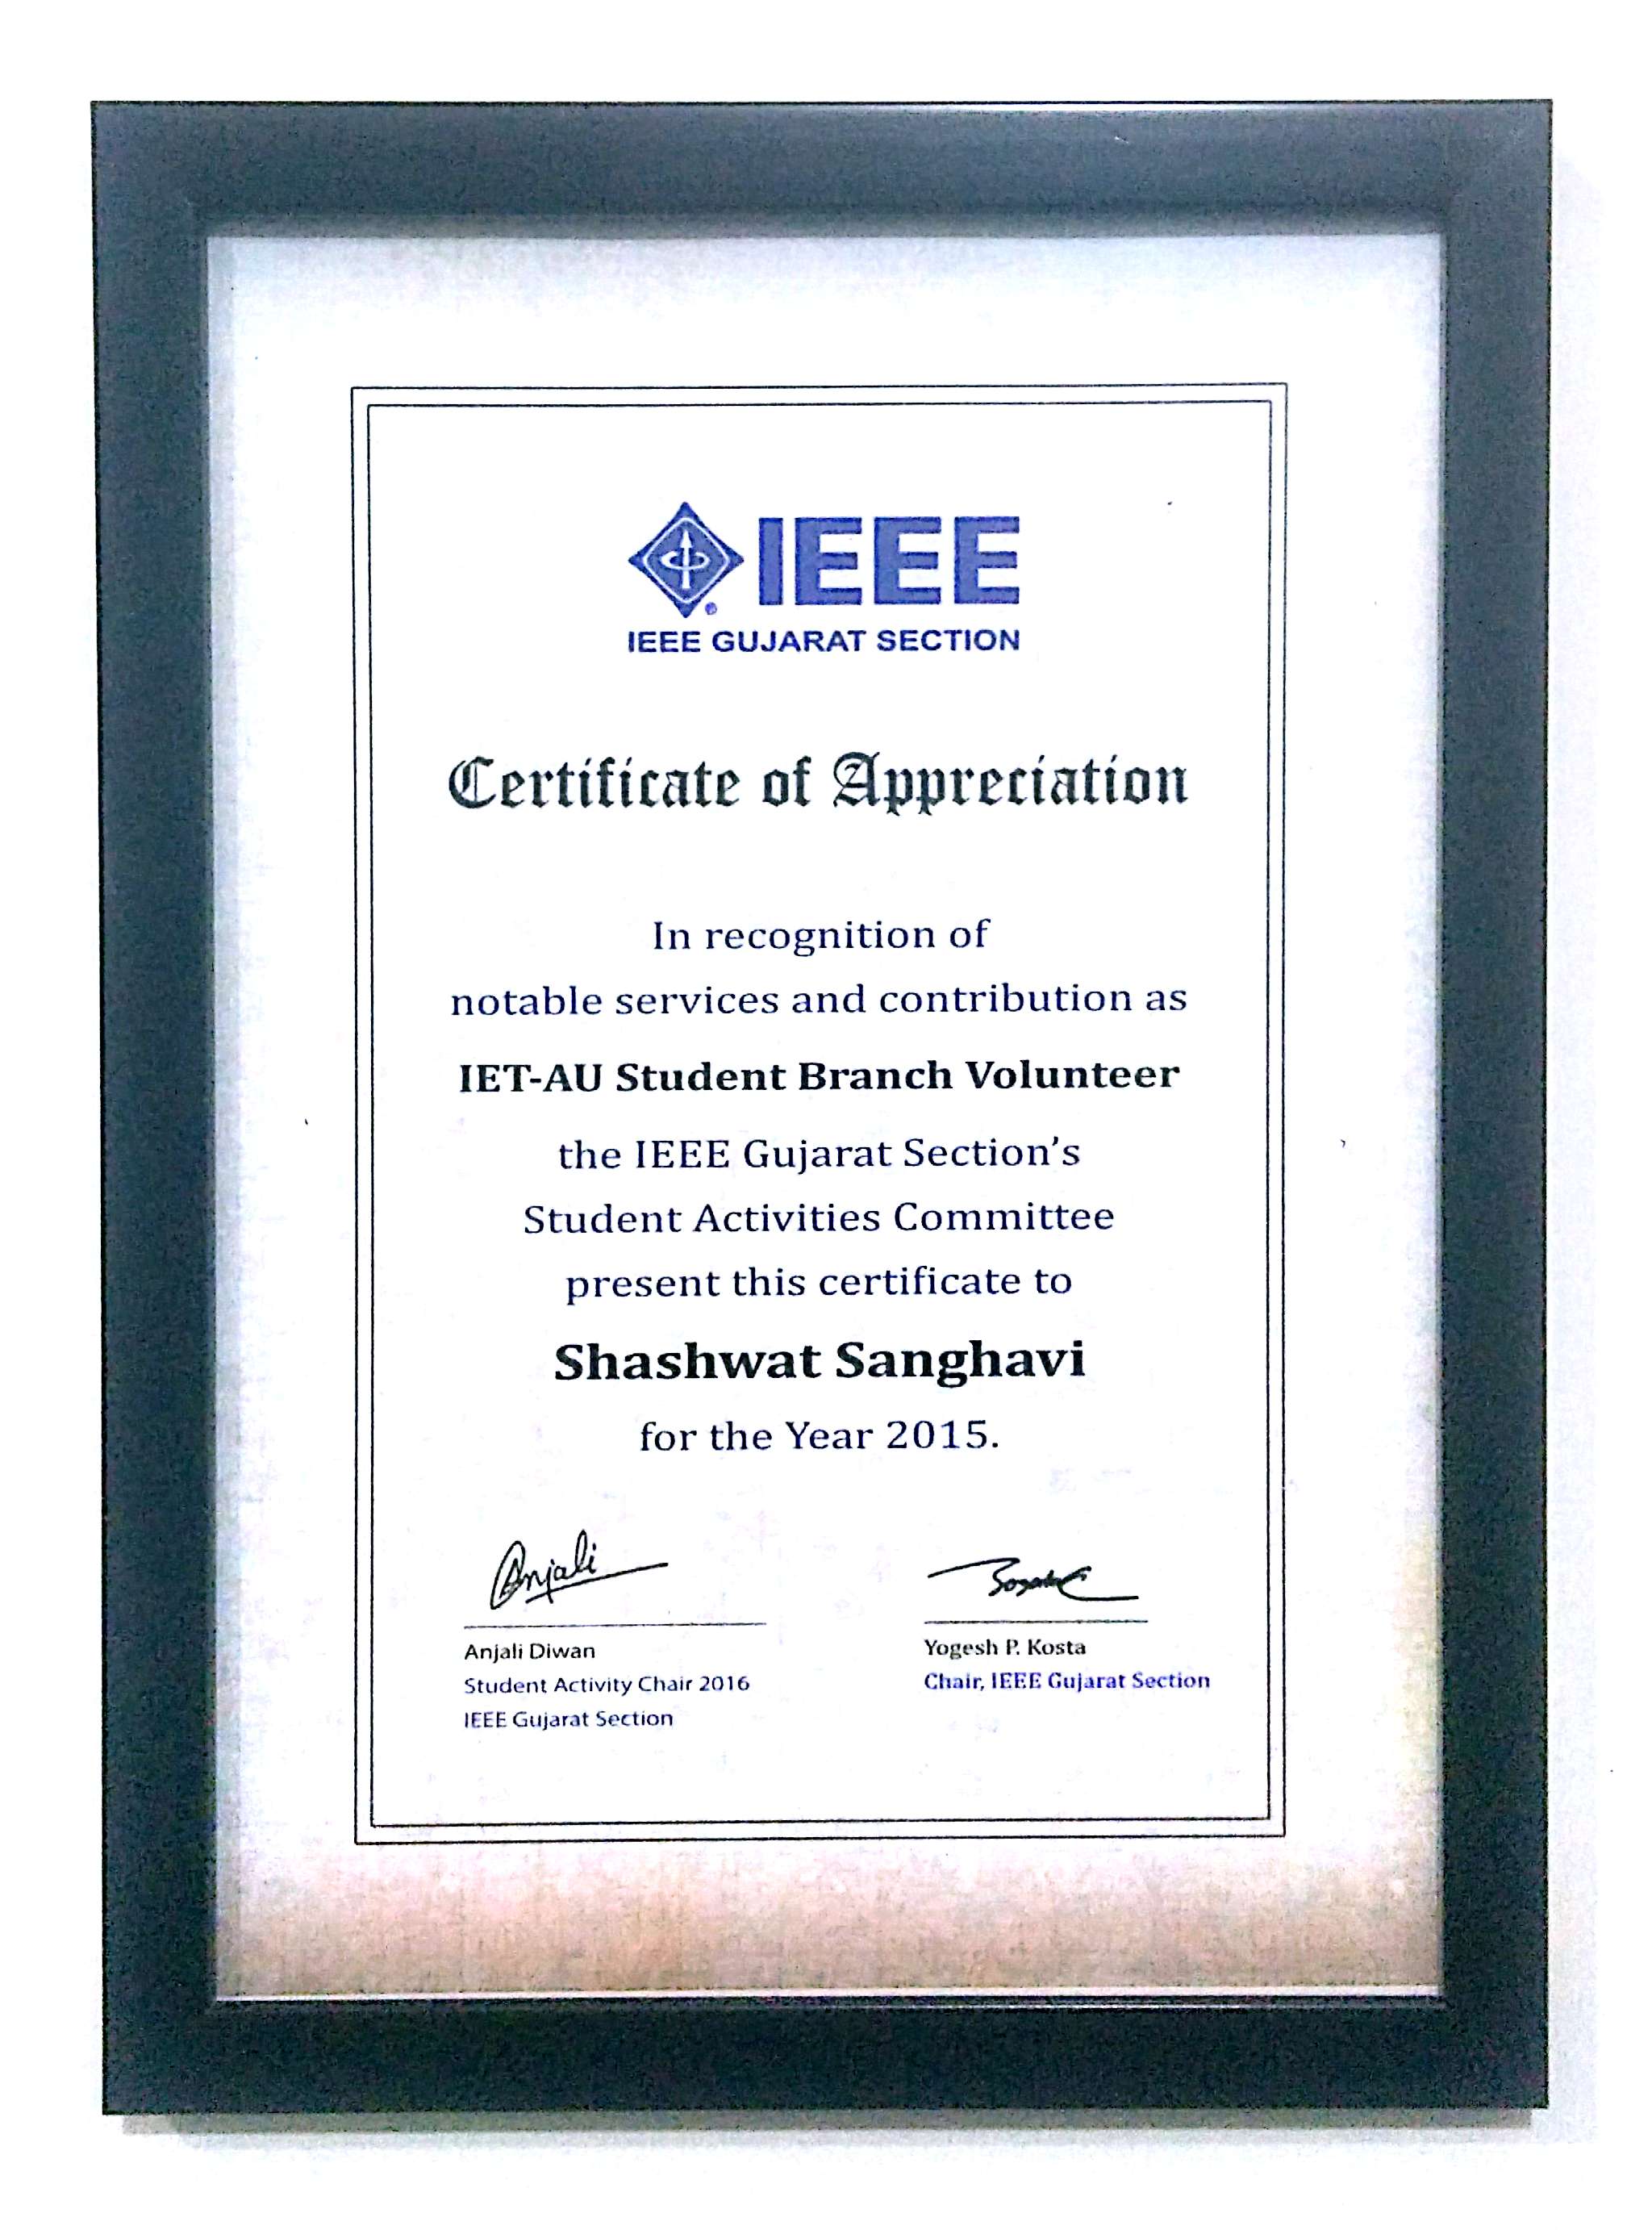 IEEE
IEEE GUJARAT SECTION
Certificate of Appreciation
In recognition of
notable services and contribution as
IET-AU Student Branch Volunteer
the IEEE Gujarat Section's
Student Activities Committee
present this certificate to
Shashwat Sanghavi
for the Year 2015.
Anjali
Anjali Diwan
Student Activity Chair 2016
IEEE Gujarat Section
Yogesh P. Kosta
Chair, IEEE Gujarat Section